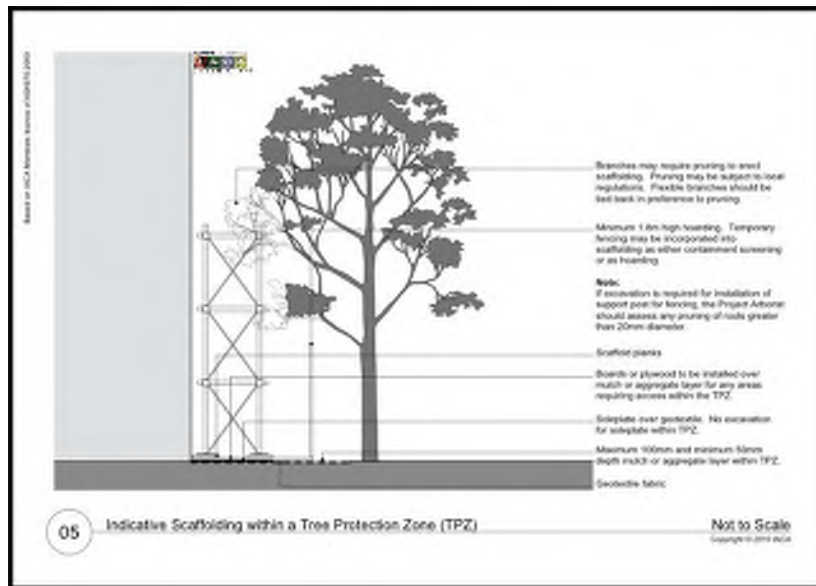 Branches may require pruning to erect
scaffolding. Pruning may be subject to local
regulations. Flexible branches should be
tied back in preference to pruning.
Minimum 1.8m high hoarding. Temporary
fencing may be incorporated into
scaffolding as either containment screening
or as hoarding.
Note:
If excavation is required for installation of
support post for fencing, the Project Arborist
should assess any pruning of roots greater
than 20mm diameter.
Scaffold planks
Boards or plywood to be installed over
mulch or aggregate layer for any areas
requiring access within the TPZ
Soleplate over geotextile. No excavation
for soleplate within TPZ.
Maximum 100mm and minimum 50mm
depth mulch or aggregate layer within TPZ.
Geotextile fabric
05
Indicative Scaffolding within a Tree Protection Zone (TPZ)
Not to Scale